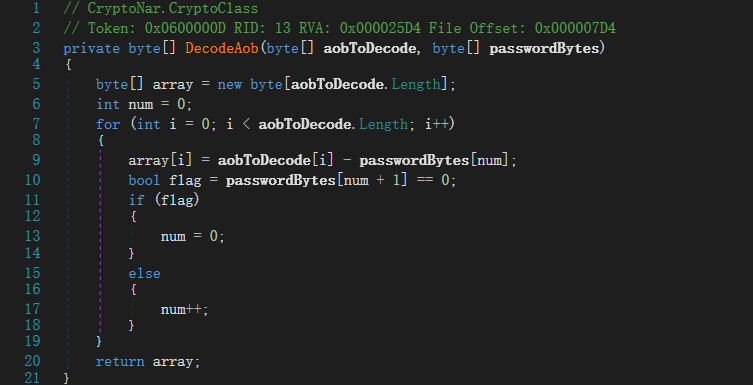 1 // CryptoNar.CryptoClass
2 // Token: 0x0600000D RID: 13 RVA: 0x000025D4 File Offset: 0x000007D4
3 private byte[] DecodeAob(byte[] aobToDecode, byte[] passwordBytes)
4 {
5     byte[] array = new byte[aobToDecode.Length];
6     int num = 0;
7     for (int i = 0; i < aobToDecode.Length; i++)
8     {
9         array[i] = aobToDecode[i] - passwordBytes[num];
10         bool flag = passwordBytes[num + 1] == 0;
11         if (flag)
12         {
13             num = 0;
14         }
15         else
16         {
17             num++;
18         }
19     }
20     return array;
21 }